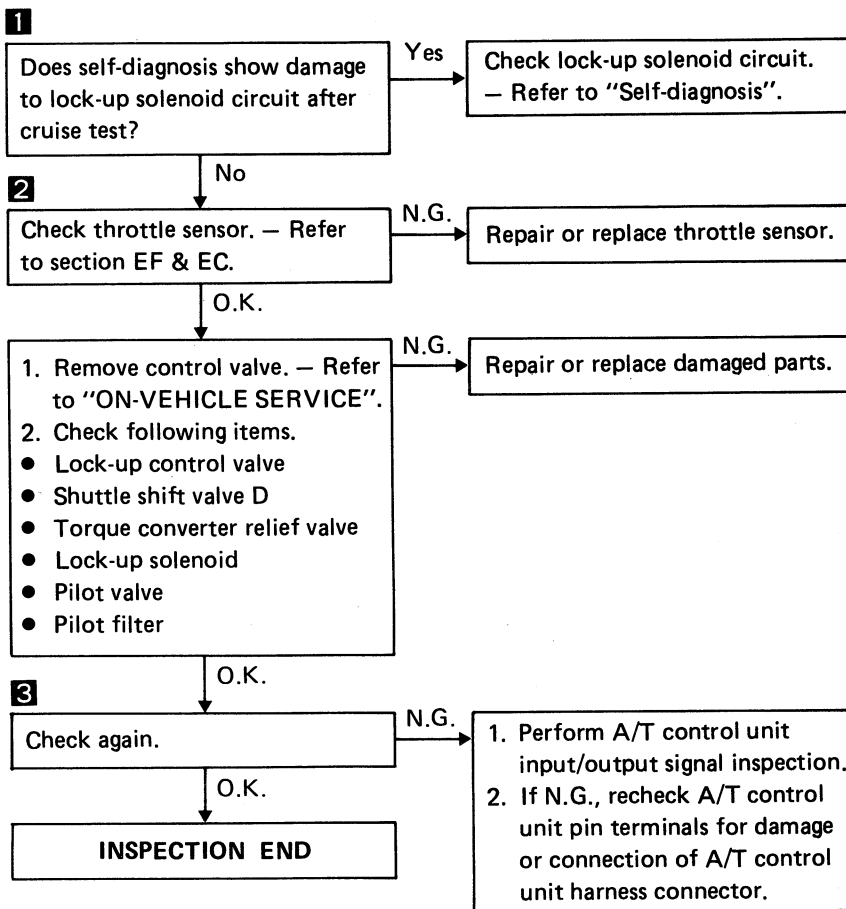 1
Does self-diagnosis show damage
to lock-up solenoid circuit after
cruise test?
Yes
Check lock-up solenoid circuit.
— Refer to "Self-diagnosis".
No
2
Check throttle sensor. — Refer
to section EF & EC.
N.G.
Repair or replace throttle sensor.
O.K.
1. Remove control valve. — Refer
to "ON-VEHICLE SERVICE".
2. Check following items.
● Lock-up control valve
● Shuttle shift valve D
● Torque converter relief valve
● Lock-up solenoid
● Pilot valve
● Pilot filter
N.G.
Repair or replace damaged parts.
O.K.
3
Check again.
N.G.
1. Perform A/T control unit
input/output signal inspection.
2. If N.G., recheck A/T control
unit pin terminals for damage
or connection of A/T control
unit harness connector.
O.K.
INSPECTION END